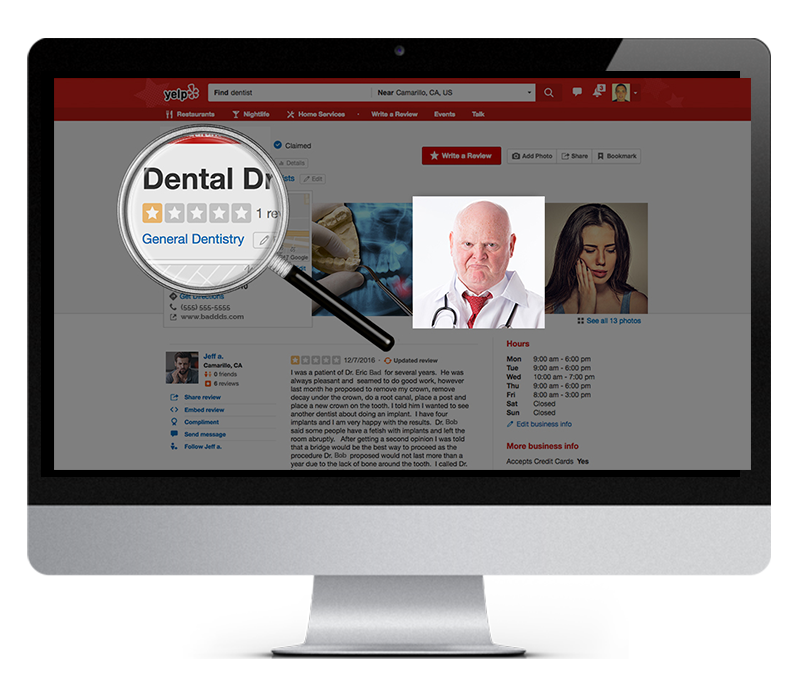 yelp
Find dentist
Near Camarillo, CA, US
3
Restaurants Nightlife Home Services Write a Review Events Talk
Claimed
Details
Dental Dr
1 rev
General Dentistry
Edit
Write a Review
Add Photo
Share
Bookmark
Google
Get Directions
(555) 555-5555
www.baddds.com
See all 13 photos
Jeff a.
Camarillo, CA
0 friends
6 reviews
Share review
Embed review
Compliment
Send message
Follow Jeff a.
12/7/2016 Updated review
I was a patient of Dr. Eric Bad for several years. He was
always pleasant and seemed to do good work, however
last month he proposed to remove my crown, remove
decay under the crown, do a root canal, place a post and
place a new crown on the tooth. I told him I wanted to see
another dentist about doing an implant. I have four
implants and I am very happy with the results. Dr. Bob
said some people have a fetish with implants and left the
room abruptly. After getting a second opinion I was told
that a bridge would be the best way to proceed as the
procedure Dr. Bob proposed would not last more than a
year due to the lack of bone around the tooth. I called Dr.
Hours
Mon 9:00 am - 6:00 pm
Tue 9:00 am - 6:00 pm
Wed 10:00 am - 7:00 pm
Thu 9:00 am - 6:00 pm
Fri 8:00 am - 3:00 pm
Sat Closed
Sun Closed
Edit business info
More business info
Accepts Credit Cards Yes